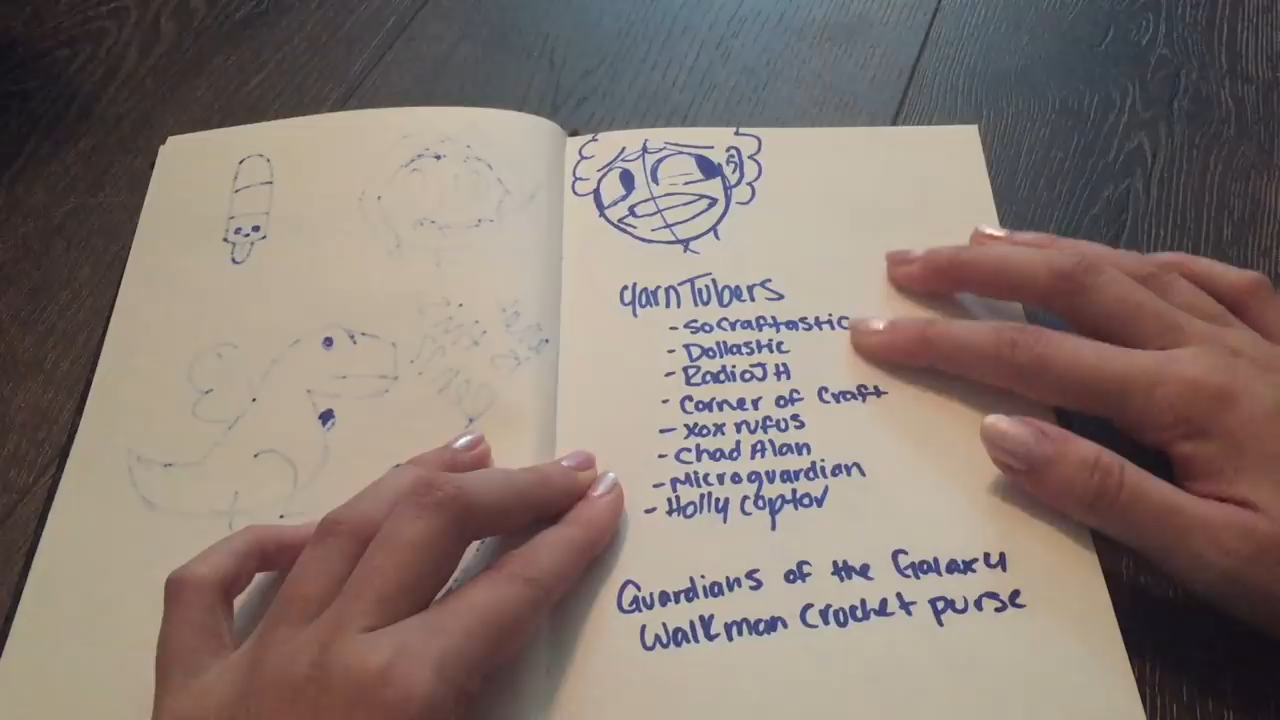 YarnTubers
- Socraftastic
- Dollastic
- RadioJH
- Corner of Craft
- xox rufus
- Chad Alan
- Microguardian
- Holly Coptor
Guardians of the Galaxy
Walkman Crochet purse